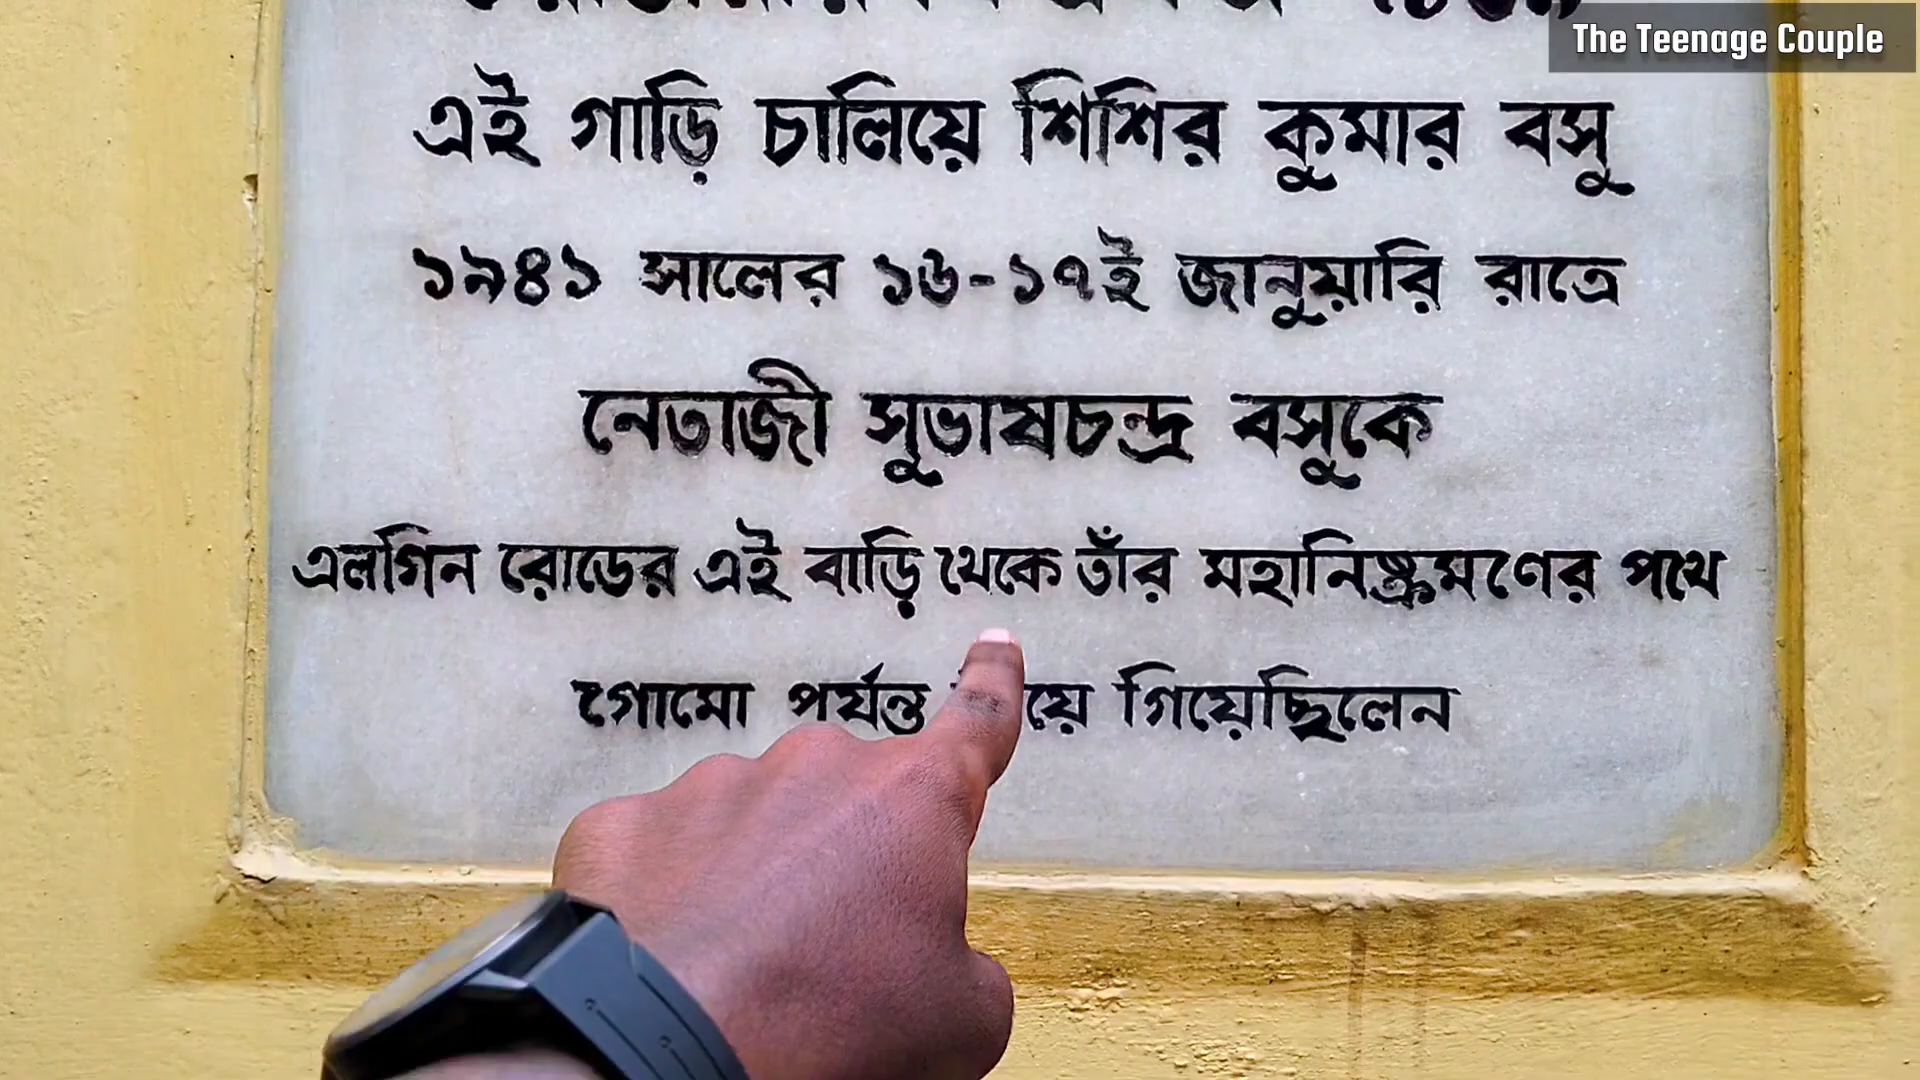 The Teenage Couple
এই গাড়ি চালিয়ে শিশির কুমার বসু
১৯৪১ সালের ১৬-১৭ই জানুয়ারি রাত্রে
নেতাজী সুভাষচন্দ্র বসুকে
এলগিন রোডের এই বাড়ি থেকে তাঁর মহানিষ্ক্রমণের পথে
গোমো পর্যন্ত গিয়েছিলেন